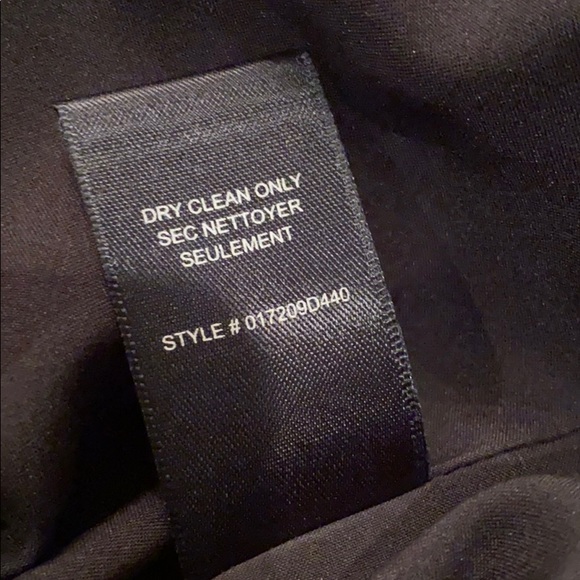 DRY CLEAN ONLY
SEC NETTOYER
SEULEMENT
STYLE # 017209D440